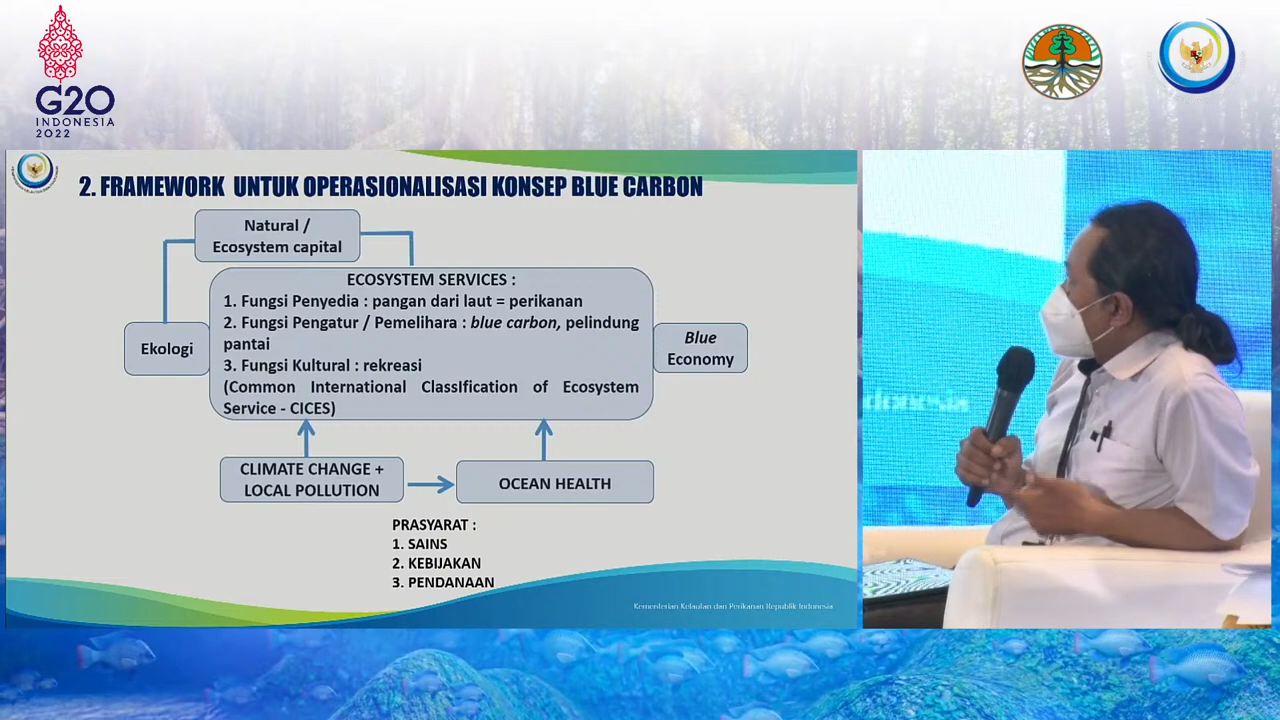 G20
INDONESIA
2022
2. FRAMEWORK UNTUK OPERASIONALISASI KONSEP BLUE CARBON
Natural /
Ecosystem capital
ECOSYSTEM SERVICES :
1. Fungsi Penyedia : pangan dari laut = perikanan
2. Fungsi Pengatur / Pemelihara : blue carbon, pelindung
pantai
3. Fungsi Kultural : rekreasi
(Common International ClassIfication of Ecosystem
Service - CICES)
Ekologi
Blue
Economy
CLIMATE CHANGE +
LOCAL POLLUTION
OCEAN HEALTH
PRASYARAT :
1. SAINS
2. KEBIJAKAN
3. PENDANAAN
Kementerian Kelautan dan Perikanan Republik Indonesia
Indonesia